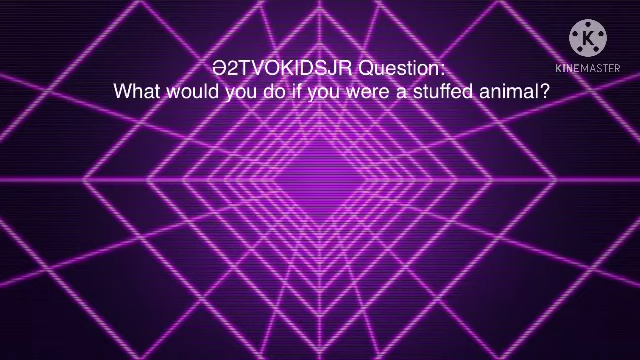 Ə2TVOKIDSJR Question:
What would you do if you were a stuffed animal?
K
KINEMASTER